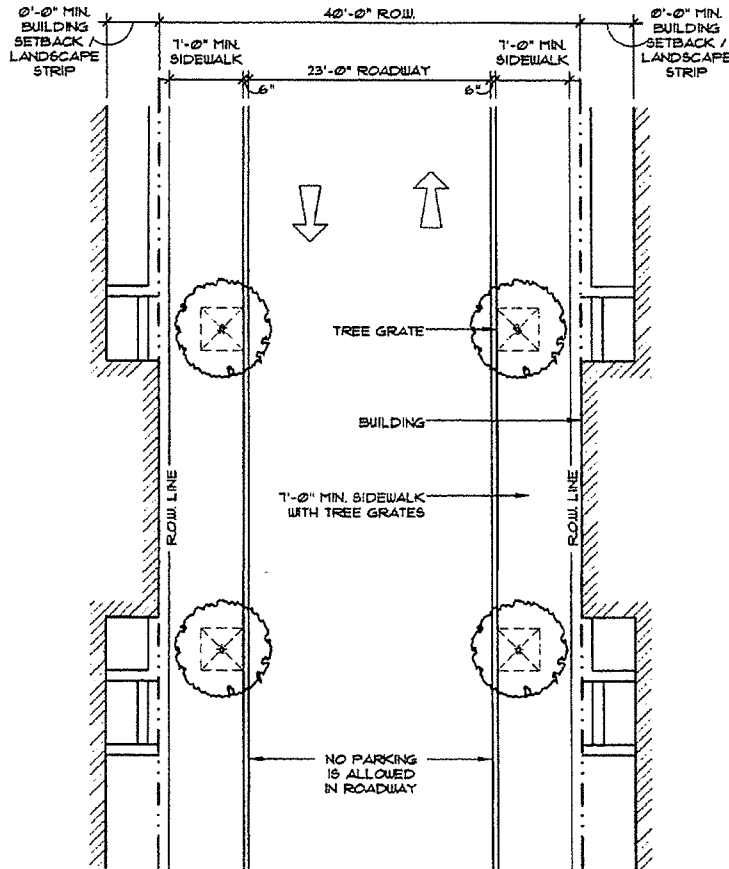 0'-0" MIN.
BUILDING
SETBACK /
LANDSCAPE
STRIP
40'-0" R.O.W.
0'-0" MIN.
BUILDING
SETBACK /
LANDSCAPE
STRIP
7'-0" MIN.
SIDEWALK
23'-0" ROADWAY
7'-0" MIN.
SIDEWALK
6"
6"
TREE GRATE
BUILDING
R.O.W. LINE
7'-0" MIN. SIDEWALK
WITH TREE GRATES
R.O.W. LINE
NO PARKING
IS ALLOWED
IN ROADWAY